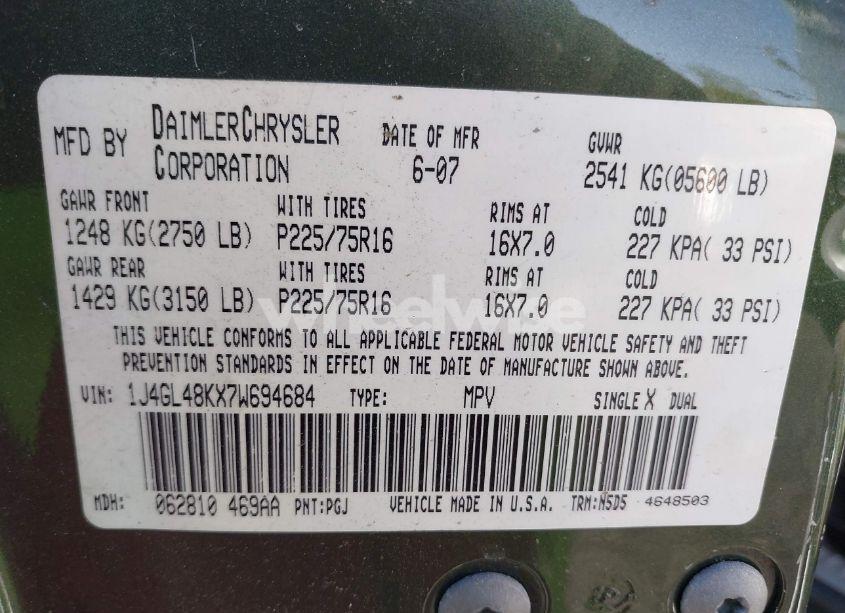 MFD BY DAIMLERCHRYSLER CORPORATION DATE OF MFR 6-07 GVWR 2541 KG(05600 LB)
GAWR FRONT WITH TIRES RIMS AT COLD
1248 KG(2750 LB) P225/75R16 16X7.0 227 KPA( 33 PSI)
GAWR REAR WITH TIRES RIMS AT COLD
1429 KG(3150 LB) P225/75R16 16X7.0 227 KPA( 33 PSI)
wheelwise
THIS VEHICLE CONFORMS TO ALL APPLICABLE FEDERAL MOTOR VEHICLE SAFETY AND THEFT
PREVENTION STANDARDS IN EFFECT ON THE DATE OF MANUFACTURE SHOWN ABOVE.
VIN: 1J4GL48KX7W694684 TYPE: MPV SINGLE X DUAL
MDH: 062810 469AA PNT:PGJ VEHICLE MADE IN U.S.A. TRM:N5D5 4648503